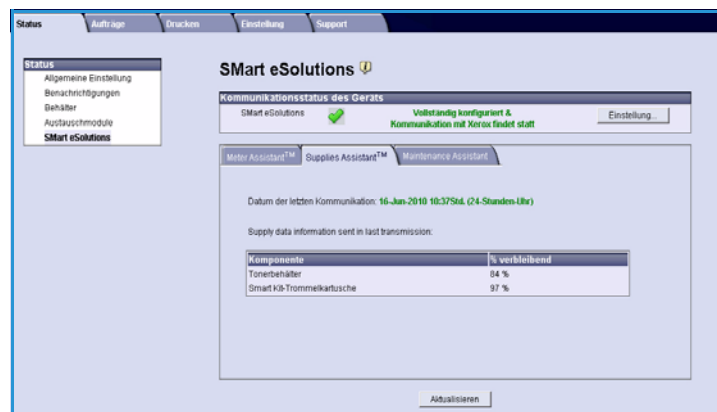 Status Aufträge Drucken Einstellung Support
Status
Allgemeine Einstellung
Benachrichtigungen
Behälter
Austauschmodule
SMart eSolutions
SMart eSolutions
Kommunikationsstatus des Geräts
SMart eSolutions
Vollständig konfiguriert &
Kommunikation mit Xerox findet statt
Einstellung...
Meter Assistant™ Supplies Assistant™ Maintenance Assistant
Datum der letzten Kommunikation: 16-Jun-2010 10:37Std. (24-Stunden-Uhr)
Supply data information sent in last transmission:
Komponente % verbleibend
Tonerbehälter 84 %
Smart Kit-Trommelkartusche 97 %
Aktualisieren